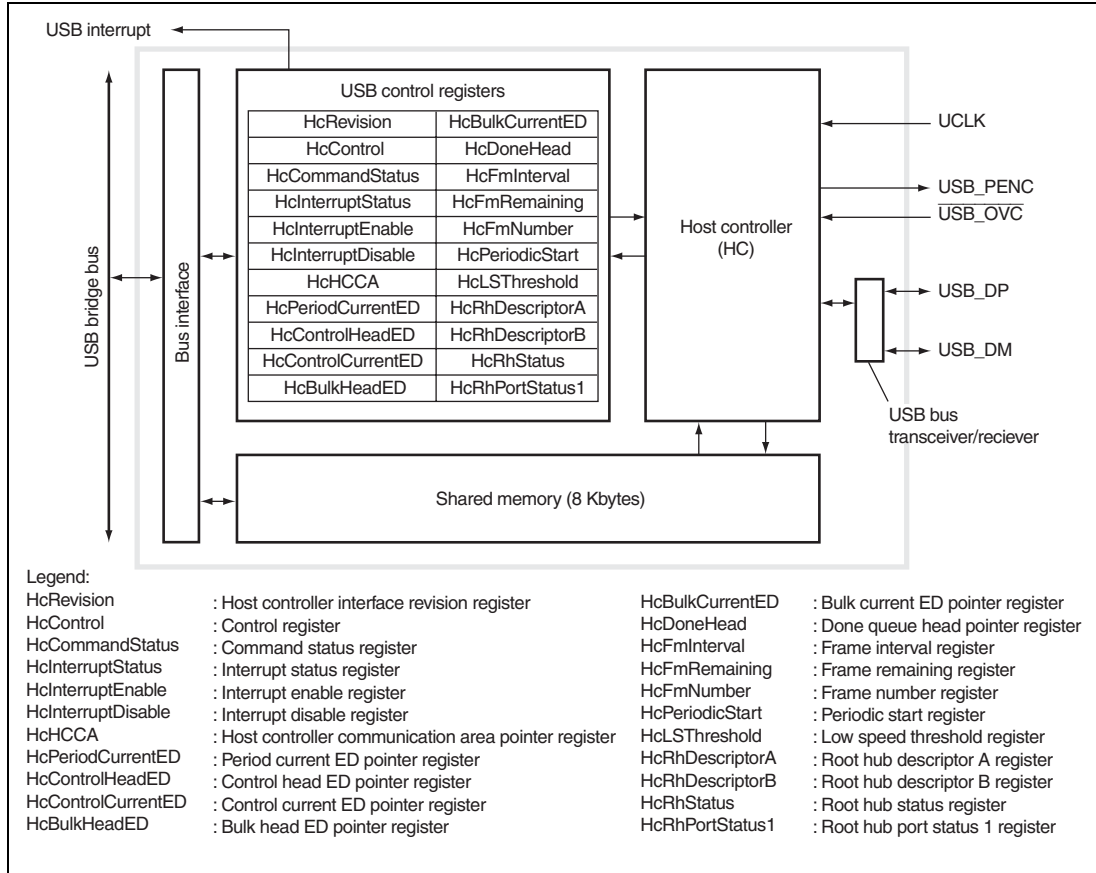 USB interrupt
USB control registers
HcRevision HcBulkCurrentED
HcControl HcDoneHead
HcCommandStatus HcFmInterval
HcInterruptStatus HcFmRemaining
HcInterruptEnable HcFmNumber
HcInterruptDisable HcPeriodicStart
HcHCCA HcLSThreshold
HcPeriodCurrentED HcRhDescriptorA
HcControlHeadED HcRhDescriptorB
HcControlCurrentED HcRhStatus
HcBulkHeadED HcRhPortStatus1
USB bridge bus
Bus interface
Host controller
(HC)
UCLK
USB_PENC
USB_OVC
USB_DP
USB_DM
USB bus
transceiver/reciever
Shared memory (8 Kbytes)
Legend:
HcRevision : Host controller interface revision register
HcControl : Control register
HcCommandStatus : Command status register
HcInterruptStatus : Interrupt status register
HcInterruptEnable : Interrupt enable register
HcInterruptDisable : Interrupt disable register
HcHCCA : Host controller communication area pointer register
HcPeriodCurrentED : Period current ED pointer register
HcControlHeadED : Control head ED pointer register
HcControlCurrentED : Control current ED pointer register
HcBulkHeadED : Bulk head ED pointer register
HcBulkCurrentED : Bulk current ED pointer register
HcDoneHead : Done queue head pointer register
HcFmInterval : Frame interval register
HcFmRemaining : Frame remaining register
HcFmNumber : Frame number register
HcPeriodicStart : Periodic start register
HcLSThreshold : Low speed threshold register
HcRhDescriptorA : Root hub descriptor A register
HcRhDescriptorB : Root hub descriptor B register
HcRhStatus : Root hub status register
HcRhPortStatus1 : Root hub port status 1 register